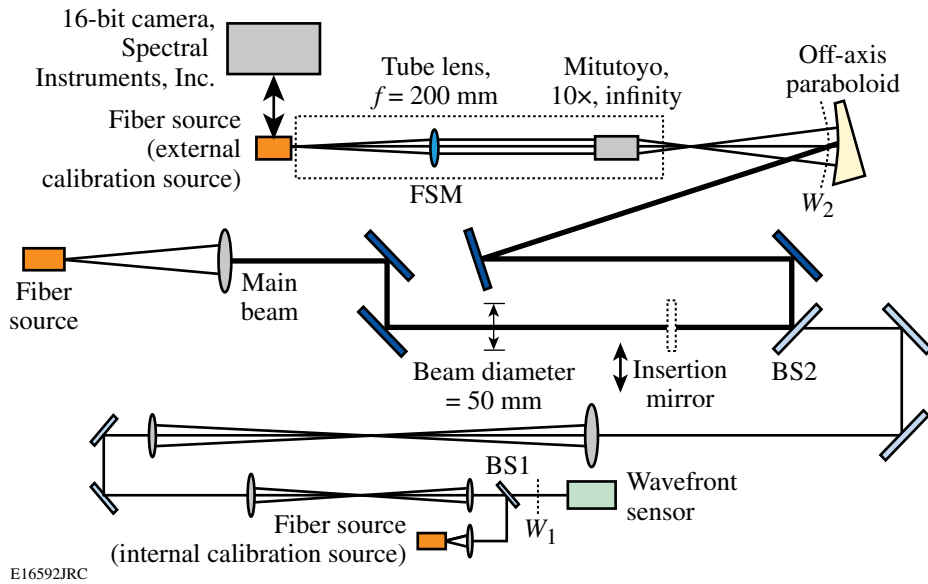 16-bit camera,
Spectral
Instruments, Inc.
Tube lens,
f = 200 mm
Mitutoyo,
10×, infinity
Off-axis
paraboloid
Fiber source
(external
calibration source)
FSM
W2
Fiber
source
Main
beam
Beam diameter
= 50 mm
Insertion
mirror
BS2
BS1
Wavefront
sensor
W1
Fiber source
(internal calibration source)
E16592JRC